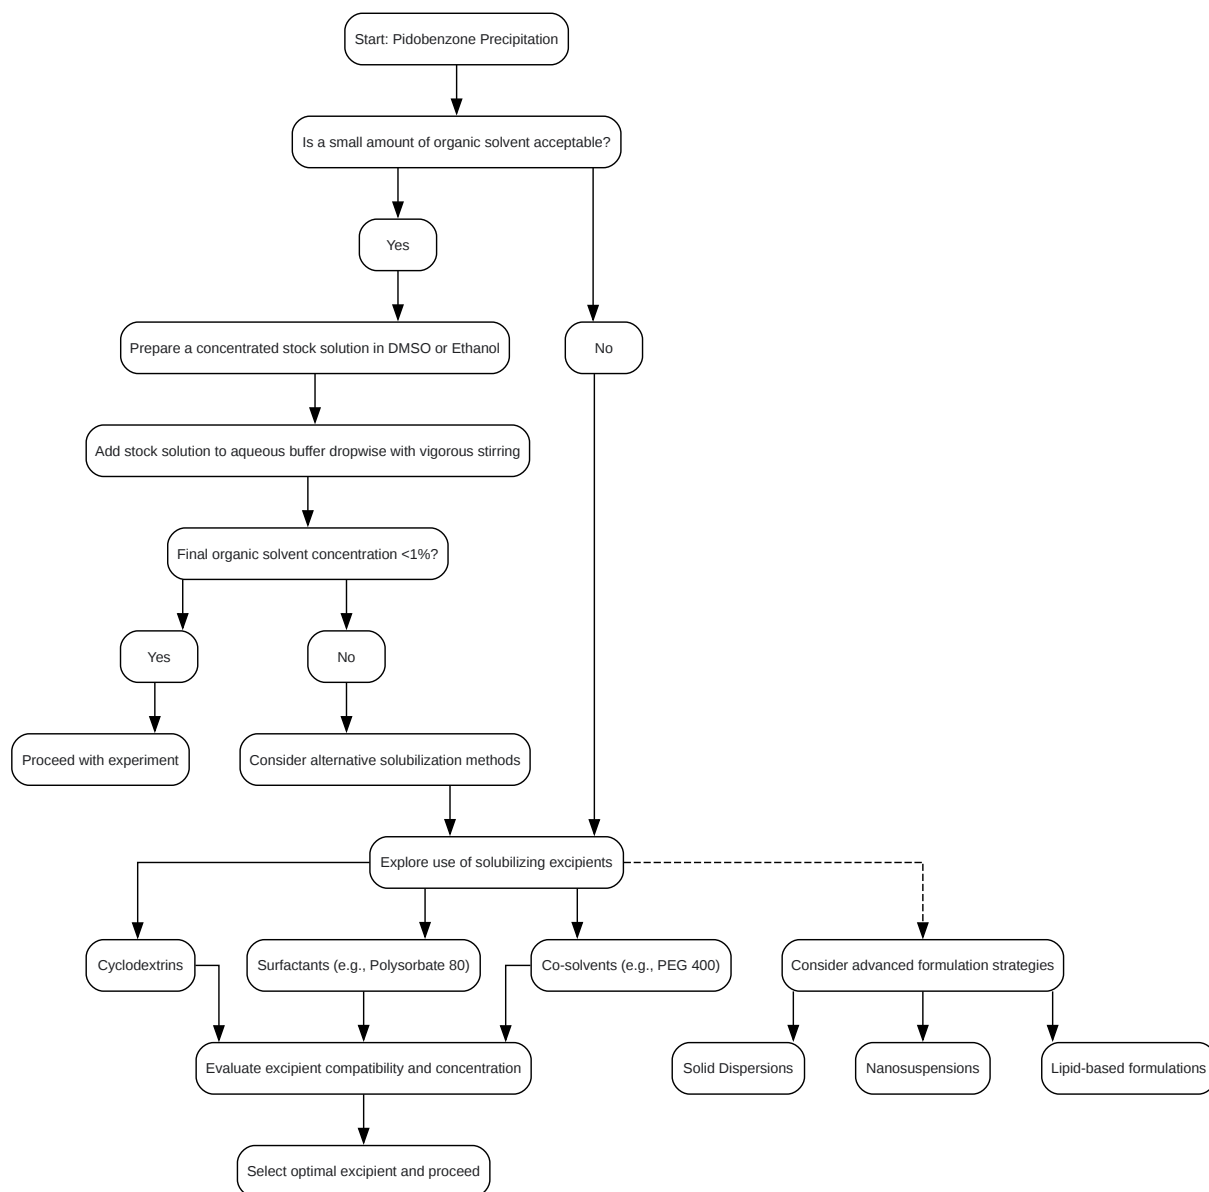 Start: Pidobenzone Precipitation
Is a small amount of organic solvent acceptable?
Yes
Prepare a concentrated stock solution in DMSO or Ethanol
No
Add stock solution to aqueous buffer dropwise with vigorous stirring
Final organic solvent concentration <1%?
Yes
No
Proceed with experiment
Consider alternative solubilization methods
Explore use of solubilizing excipients
Cyclodextrins
Surfactants (e.g., Polysorbate 80)
Co-solvents (e.g., PEG 400)
Consider advanced formulation strategies
Evaluate excipient compatibility and concentration
Solid Dispersions
Nanosuspensions
Lipid-based formulations
Select optimal excipient and proceed